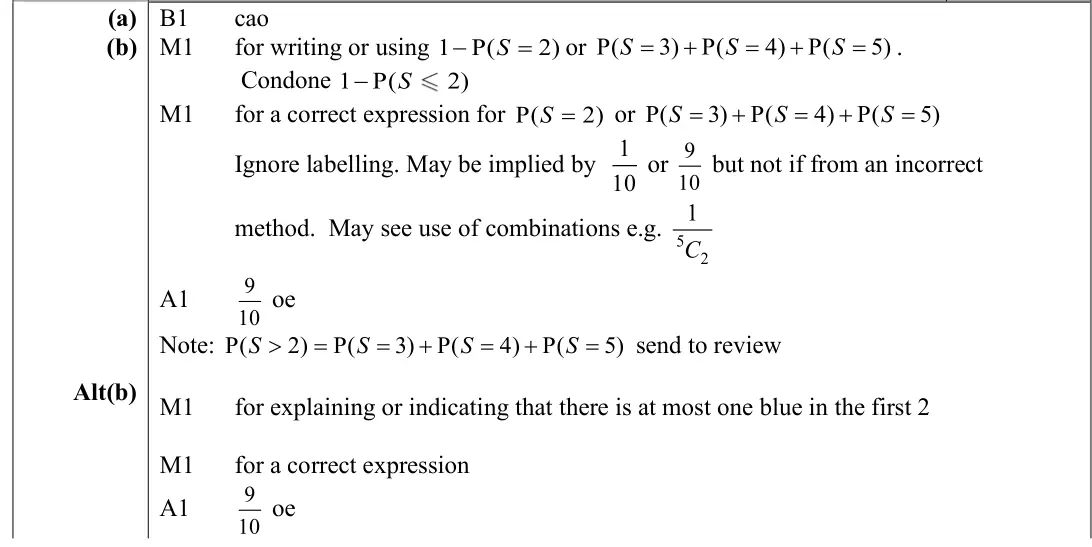 (a) B1 cao
(b) M1 for writing or using 1 − P(S = 2) or P(S = 3) + P(S = 4) + P(S = 5) .
Condone 1 − P(S ⩽ 2)
M1 for a correct expression for P(S = 2) or P(S = 3) + P(S = 4) + P(S = 5)
Ignore labelling. May be implied by 1/10 or 9/10 but not if from an incorrect
method. May see use of combinations e.g. 1/⁵C₂
A1 9/10 oe
Note: P(S > 2) = P(S = 3) + P(S = 4) + P(S = 5) send to review
Alt(b)
M1 for explaining or indicating that there is at most one blue in the first 2
M1 for a correct expression
A1 9/10 oe